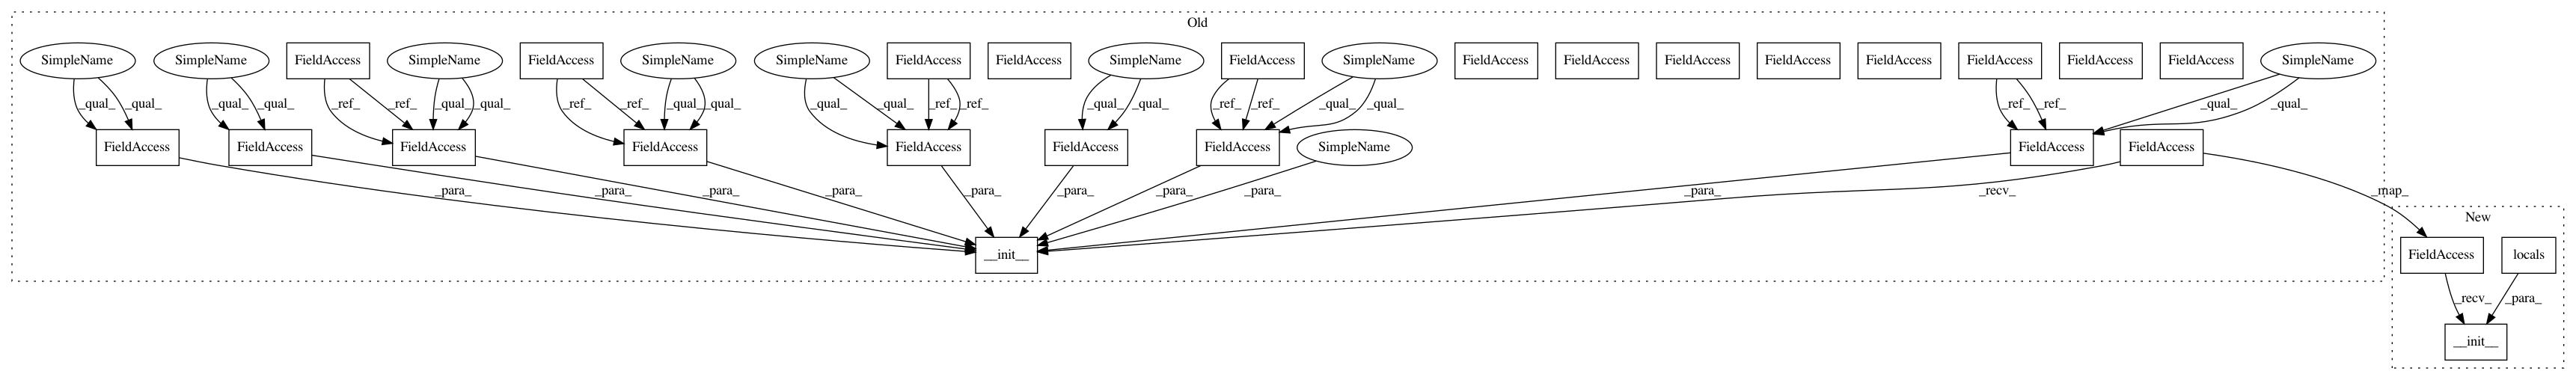 Old
SimpleName SimpleName FieldAccess SimpleName FieldAccess SimpleName SimpleName FieldAccess FieldAccess SimpleName FieldAccess SimpleName FieldAccess FieldAccess FieldAccess FieldAccess FieldAccess FieldAccess FieldAccess FieldAccess SimpleName
_qual_ _qual_ _qual_ _qual_ _ref_ _ref_ _qual_ _qual_ _ref_ _ref_ _qual_ _qual_ _qual_ _qual_ _ref_ _ref_ _qual_ _qual_ _ref_ _ref_ _qual_ _qual_ _ref_ _ref_ _qual_ _qual_
FieldAccess FieldAccess FieldAccess FieldAccess FieldAccess FieldAccess FieldAccess SimpleName FieldAccess FieldAccess
_para_ _para_ _para_ _para_ _para_ _para_ _para_ _para_ _para_ _recv_ _map_
New
__init__ FieldAccess locals
_recv_ _para_
__init__